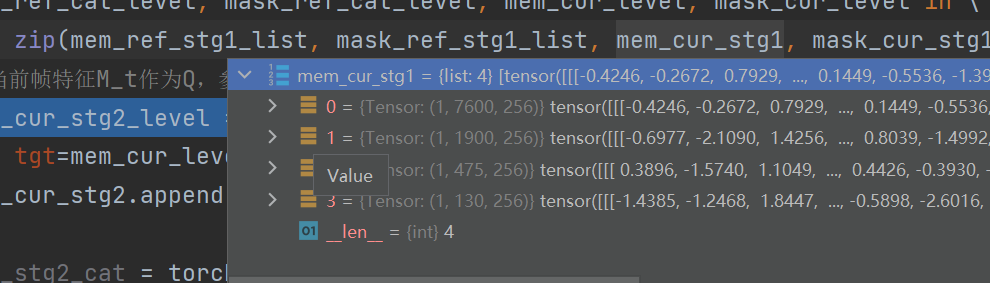 _ref_cat_level, mask_ref_cat_level, mem_cur_level, mask_cur_level in \
zip(mem_ref_stg1_list, mask_ref_stg1_list, mem_cur_stg1, mask_cur_stg1
当前帧特征M_t作为Q,
mem_cur_stg1 = {list: 4} [tensor([[[-0.4246, -0.2672, 0.7929, ..., 0.1449, -0.5536, -1.39
0 = {Tensor: (1, 7600, 256)} tensor([[[-0.4246, -0.2672, 0.7929, ..., 0.1449, -0.5536,
_cur_stg2_level =
1 = {Tensor: (1, 1900, 256)} tensor([[[-0.6977, -2.1090, 1.4256, ..., 0.8039, -1.4992,
tgt=mem_cur_leve
Tensor: (1, 475, 256)} tensor([[[ 0.3896, -1.5740, 1.1049, ..., 0.4426, -0.3930, -
Value
_cur_stg2.append
3 = {Tensor: (1, 130, 256)} tensor([[[-1.4385, -1.2468, 1.8447, ..., -0.5898, -2.6016,
01 __len__ = {int} 4
_stg2_cat = torc